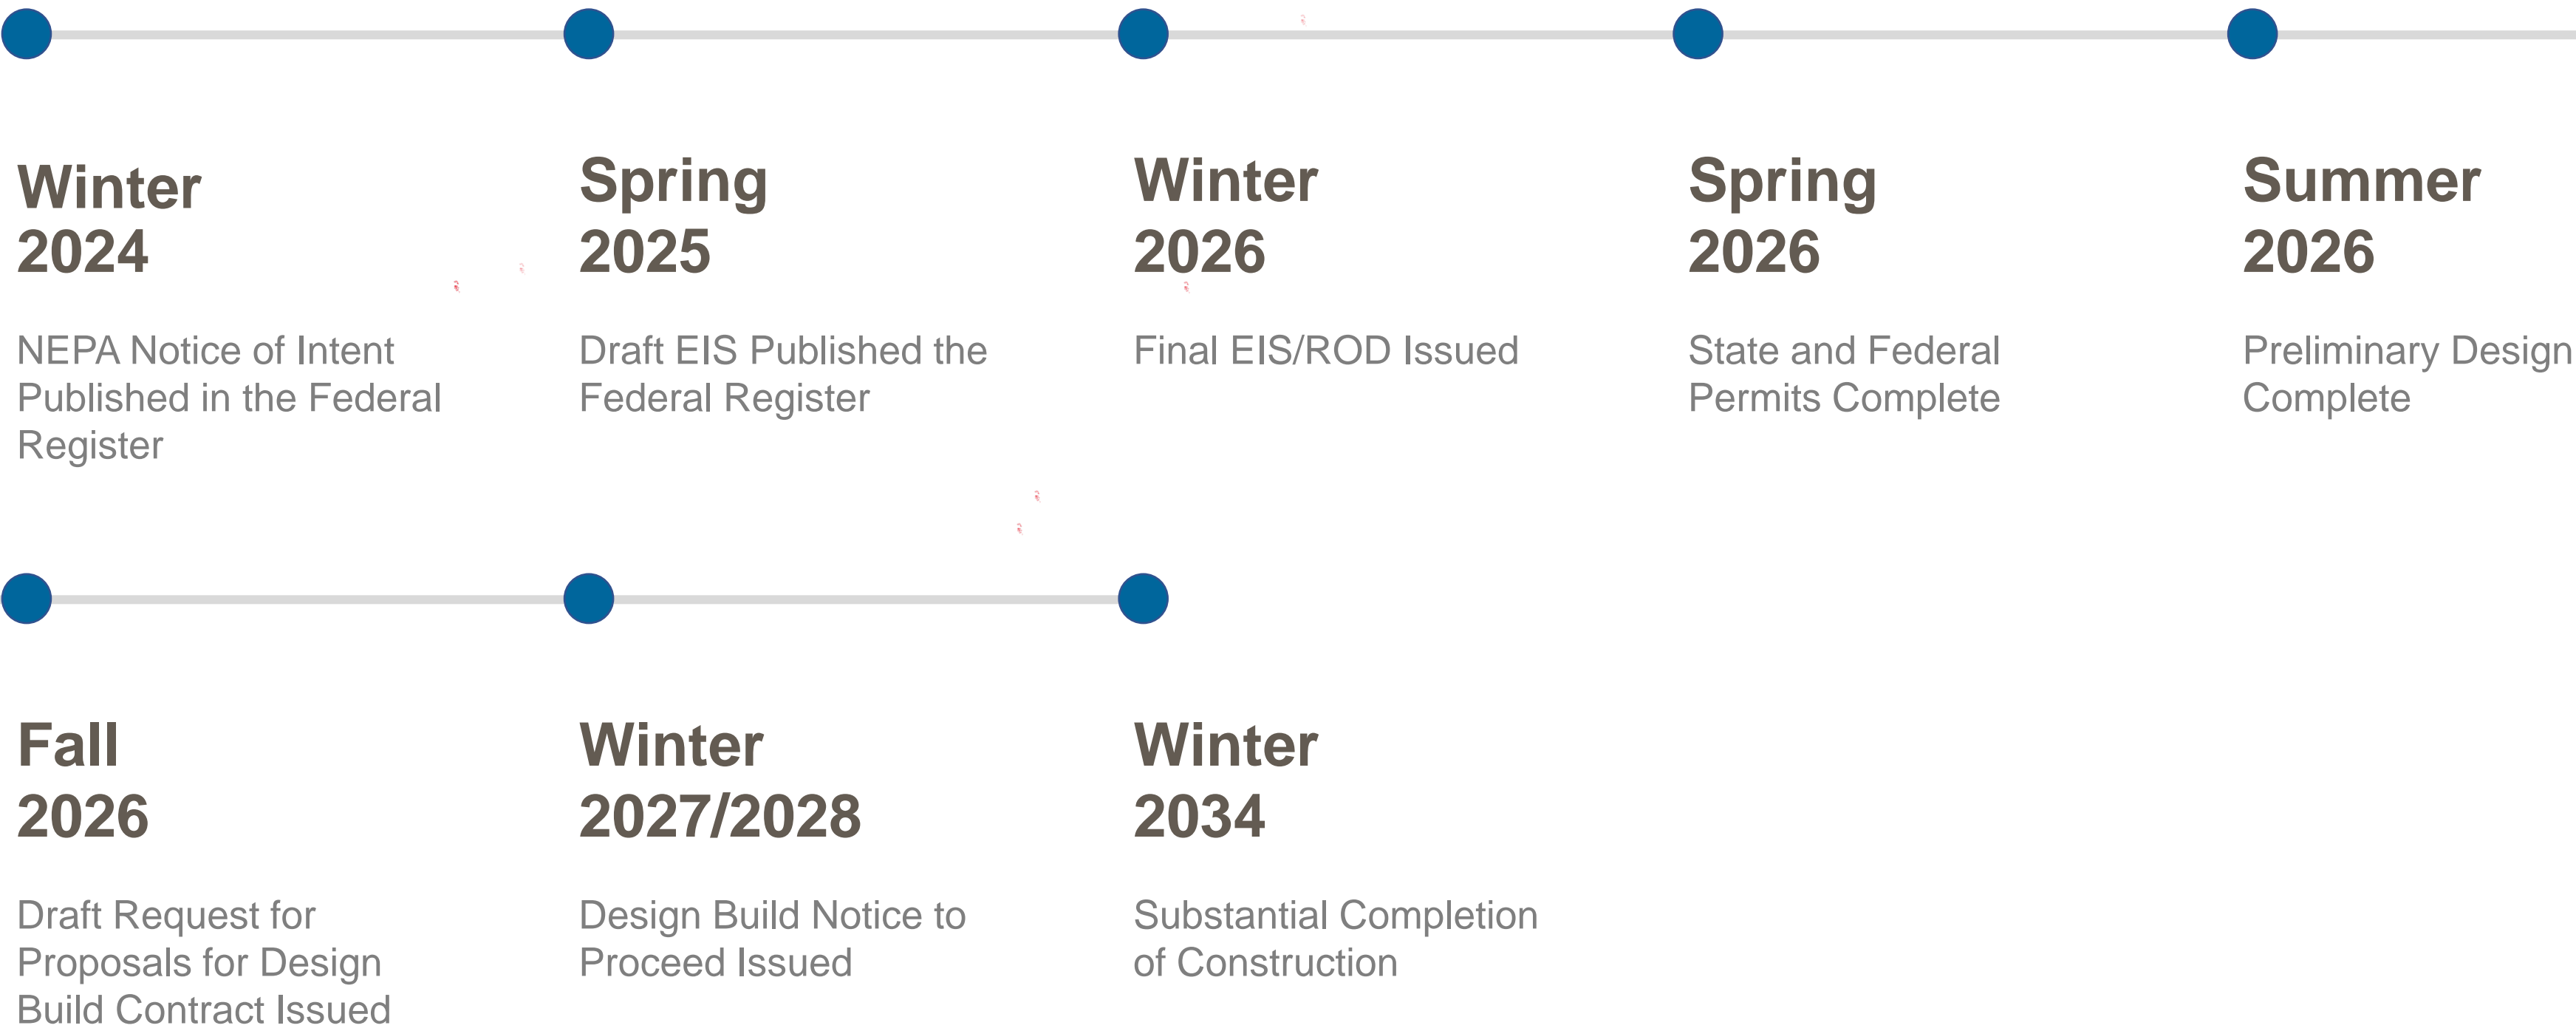 Winter
2024
NEPA Notice of Intent
Published in the Federal
Register
Spring
2025
Draft EIS Published the
Federal Register
Winter
2026
Final EIS/ROD Issued
Spring
2026
State and Federal
Permits Complete
Summer
2026
Preliminary Design
Complete
Fall
2026
Draft Request for
Proposals for Design
Build Contract Issued
Winter
2027/2028
Design Build Notice to
Proceed Issued
Winter
2034
Substantial Completion
of Construction